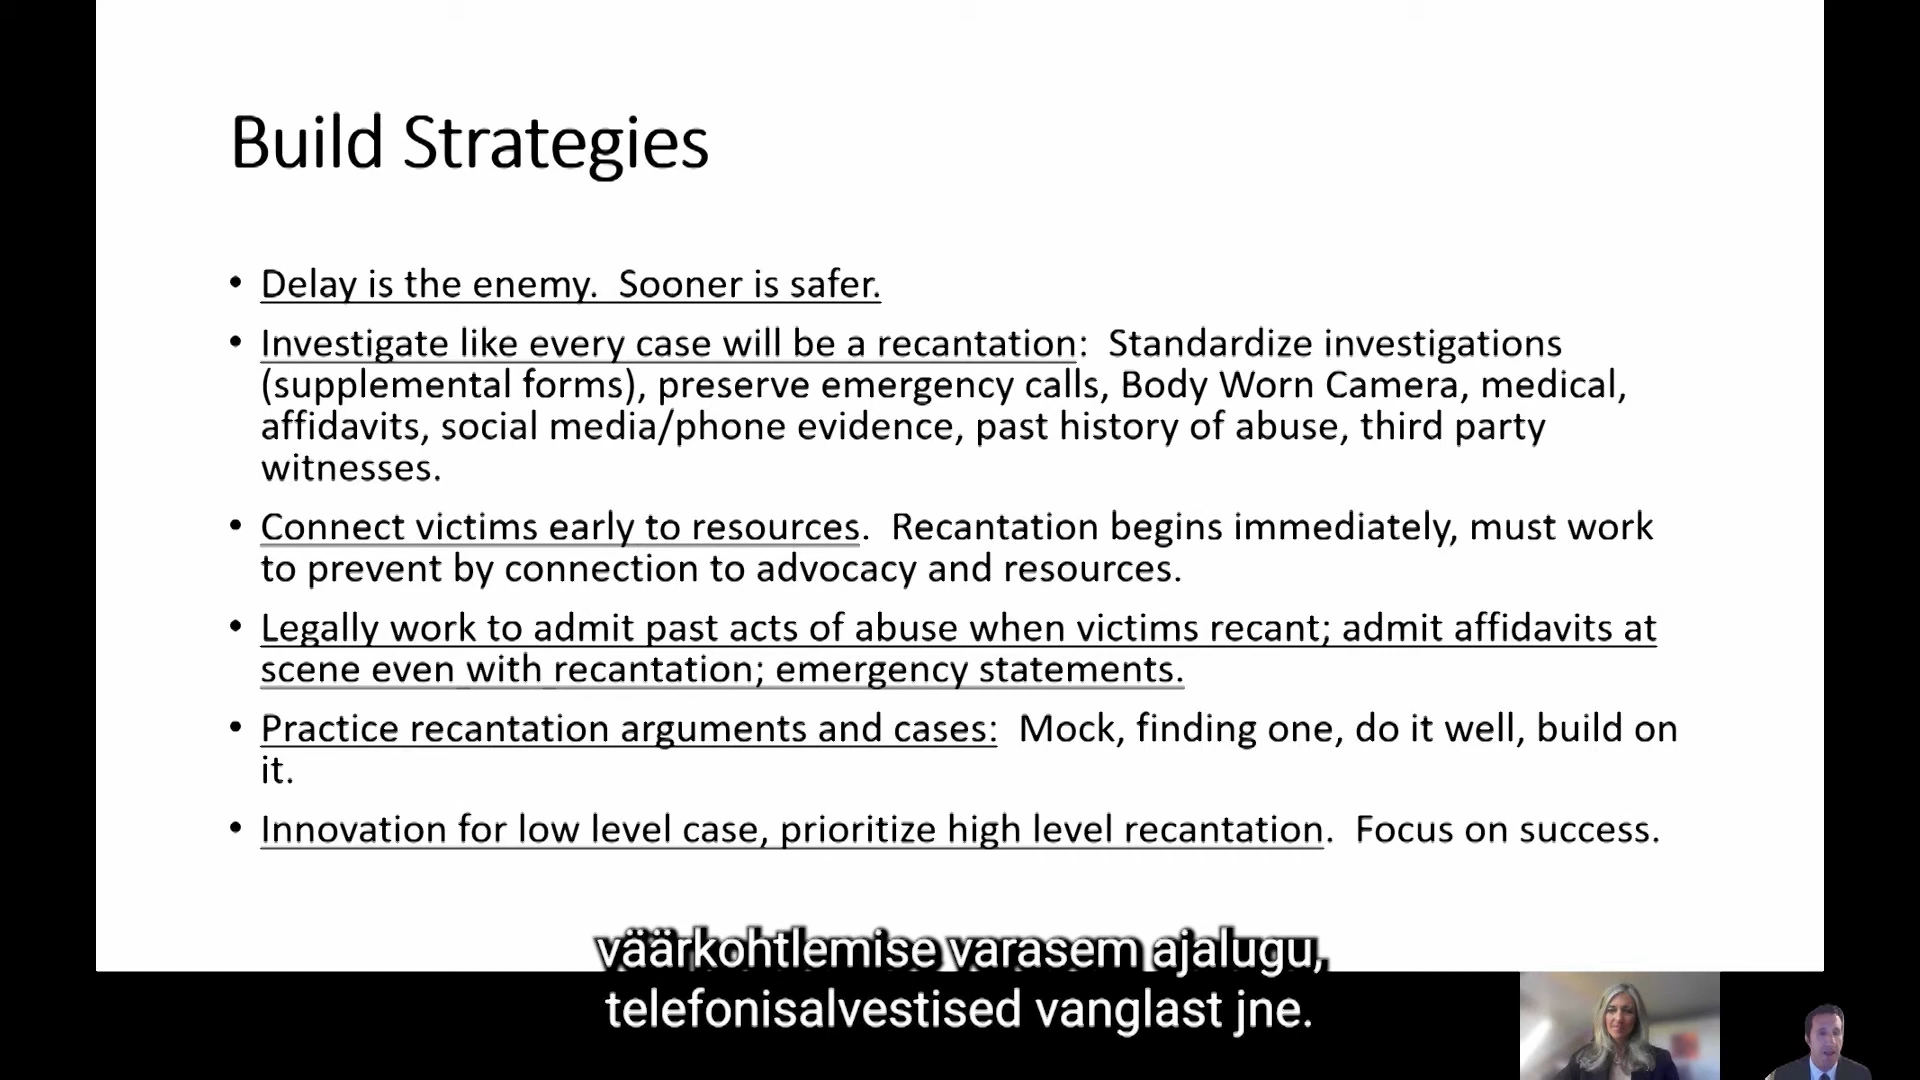 Build Strategies
• Delay is the enemy.  Sooner is safer.
• Investigate like every case will be a recantation:  Standardize investigations
(supplemental forms), preserve emergency calls, Body Worn Camera, medical,
affidavits, social media/phone evidence, past history of abuse, third party
witnesses.
• Connect victims early to resources.  Recantation begins immediately, must work
to prevent by connection to advocacy and resources.
• Legally work to admit past acts of abuse when victims recant; admit affidavits at
scene even with recantation; emergency statements.
• Practice recantation arguments and cases:  Mock, finding one, do it well, build on
it.
• Innovation for low level case, prioritize high level recantation.  Focus on success.
väärkohtlemise varasem ajalugu,
telefonisalvestised vanglast jne.